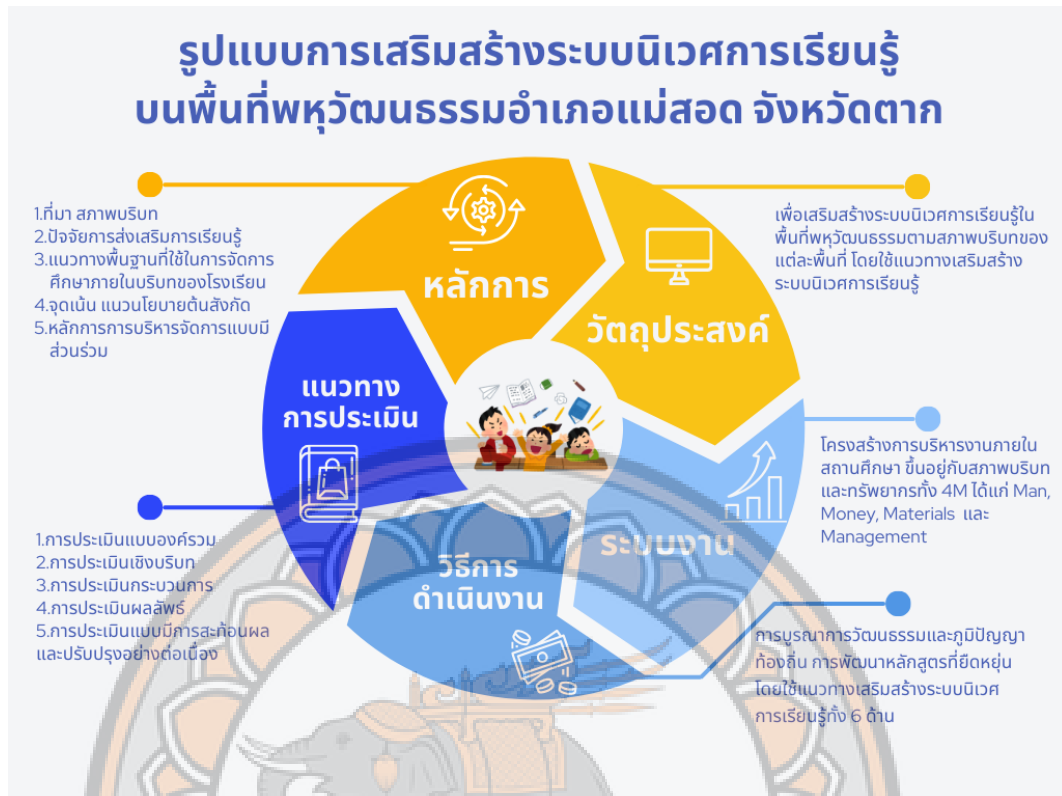 รูปแบบการเสริมสร้างระบบนิเวศการเรียนรู้
บนพื้นที่พหุวัฒนธรรมอำเภอแม่สอด จังหวัดตาก
หลักการ
1.ที่มา สภาพบริบท
2.ปัจจัยการส่งเสริมการเรียนรู้
3.แนวทางพื้นฐานที่ใช้ในการจัดการ
ศึกษาภายในบริบทของโรงเรียน
4.จุดเน้น แนวนโยบายต้นสังกัด
5.หลักการการบริหารจัดการแบบมี
ส่วนร่วม
วัตถุประสงค์
เพื่อเสริมสร้างระบบนิเวศการเรียนรู้ใน
พื้นที่พหุวัฒนธรรมตามสภาพบริบทของ
แต่ละพื้นที่ โดยใช้แนวทางเสริมสร้าง
ระบบนิเวศการเรียนรู้
ระบบงาน
โครงสร้างการบริหารงานภายใน
สถานศึกษา ขึ้นอยู่กับสภาพบริบท
และทรัพยากรทั้ง 4M ได้แก่ Man,
Money, Materials และ
Management
วิธีการ
ดำเนินงาน
การบูรณาการวัฒนธรรมและภูมิปัญญา
ท้องถิ่น การพัฒนาหลักสูตรที่ยืดหยุ่น
โดยใช้แนวทางเสริมสร้างระบบนิเวศ
การเรียนรู้ทั้ง 6 ด้าน
แนวทาง
การประเมิน
1.การประเมินแบบองค์รวม
2.การประเมินเชิงบริบท
3.การประเมินกระบวนการ
4.การประเมินผลลัพธ์
5.การประเมินแบบมีการสะท้อนผล
และปรับปรุงอย่างต่อเนื่อง